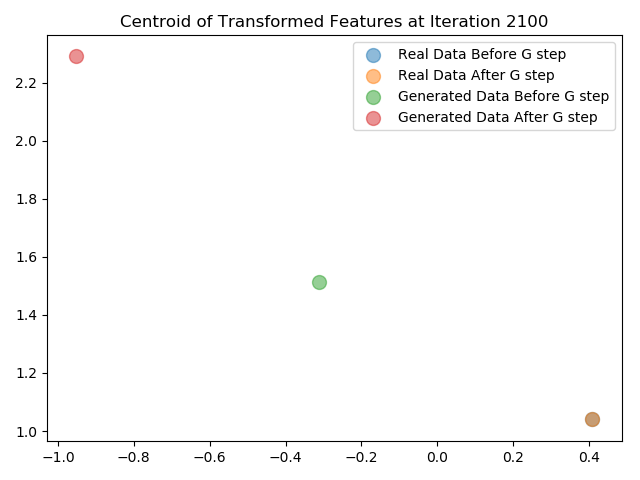 Centroid of Transformed Features at Iteration 2100
Real Data Before G step
Real Data After G step
Generated Data Before G step
Generated Data After G step
2.2
2.0
1.8
1.6
1.4
1.2
1.0
−1.0 −0.8 −0.6 −0.4 −0.2 0.0 0.2 0.4